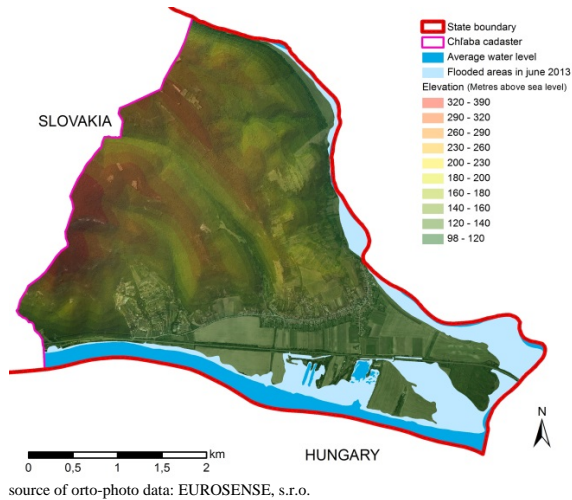 State boundary
Chľaba cadaster
Average water level
Flooded areas in june 2013
Elevation (Metres above sea level)
320 - 390
290 - 320
260 - 290
230 - 260
200 - 230
180 - 200
160 - 180
140 - 160
120 - 140
98 - 120
SLOVAKIA
N
HUNGARY
km
0 0,5 1 1,5 2
source of orto-photo data: EUROSENSE, s.r.o.